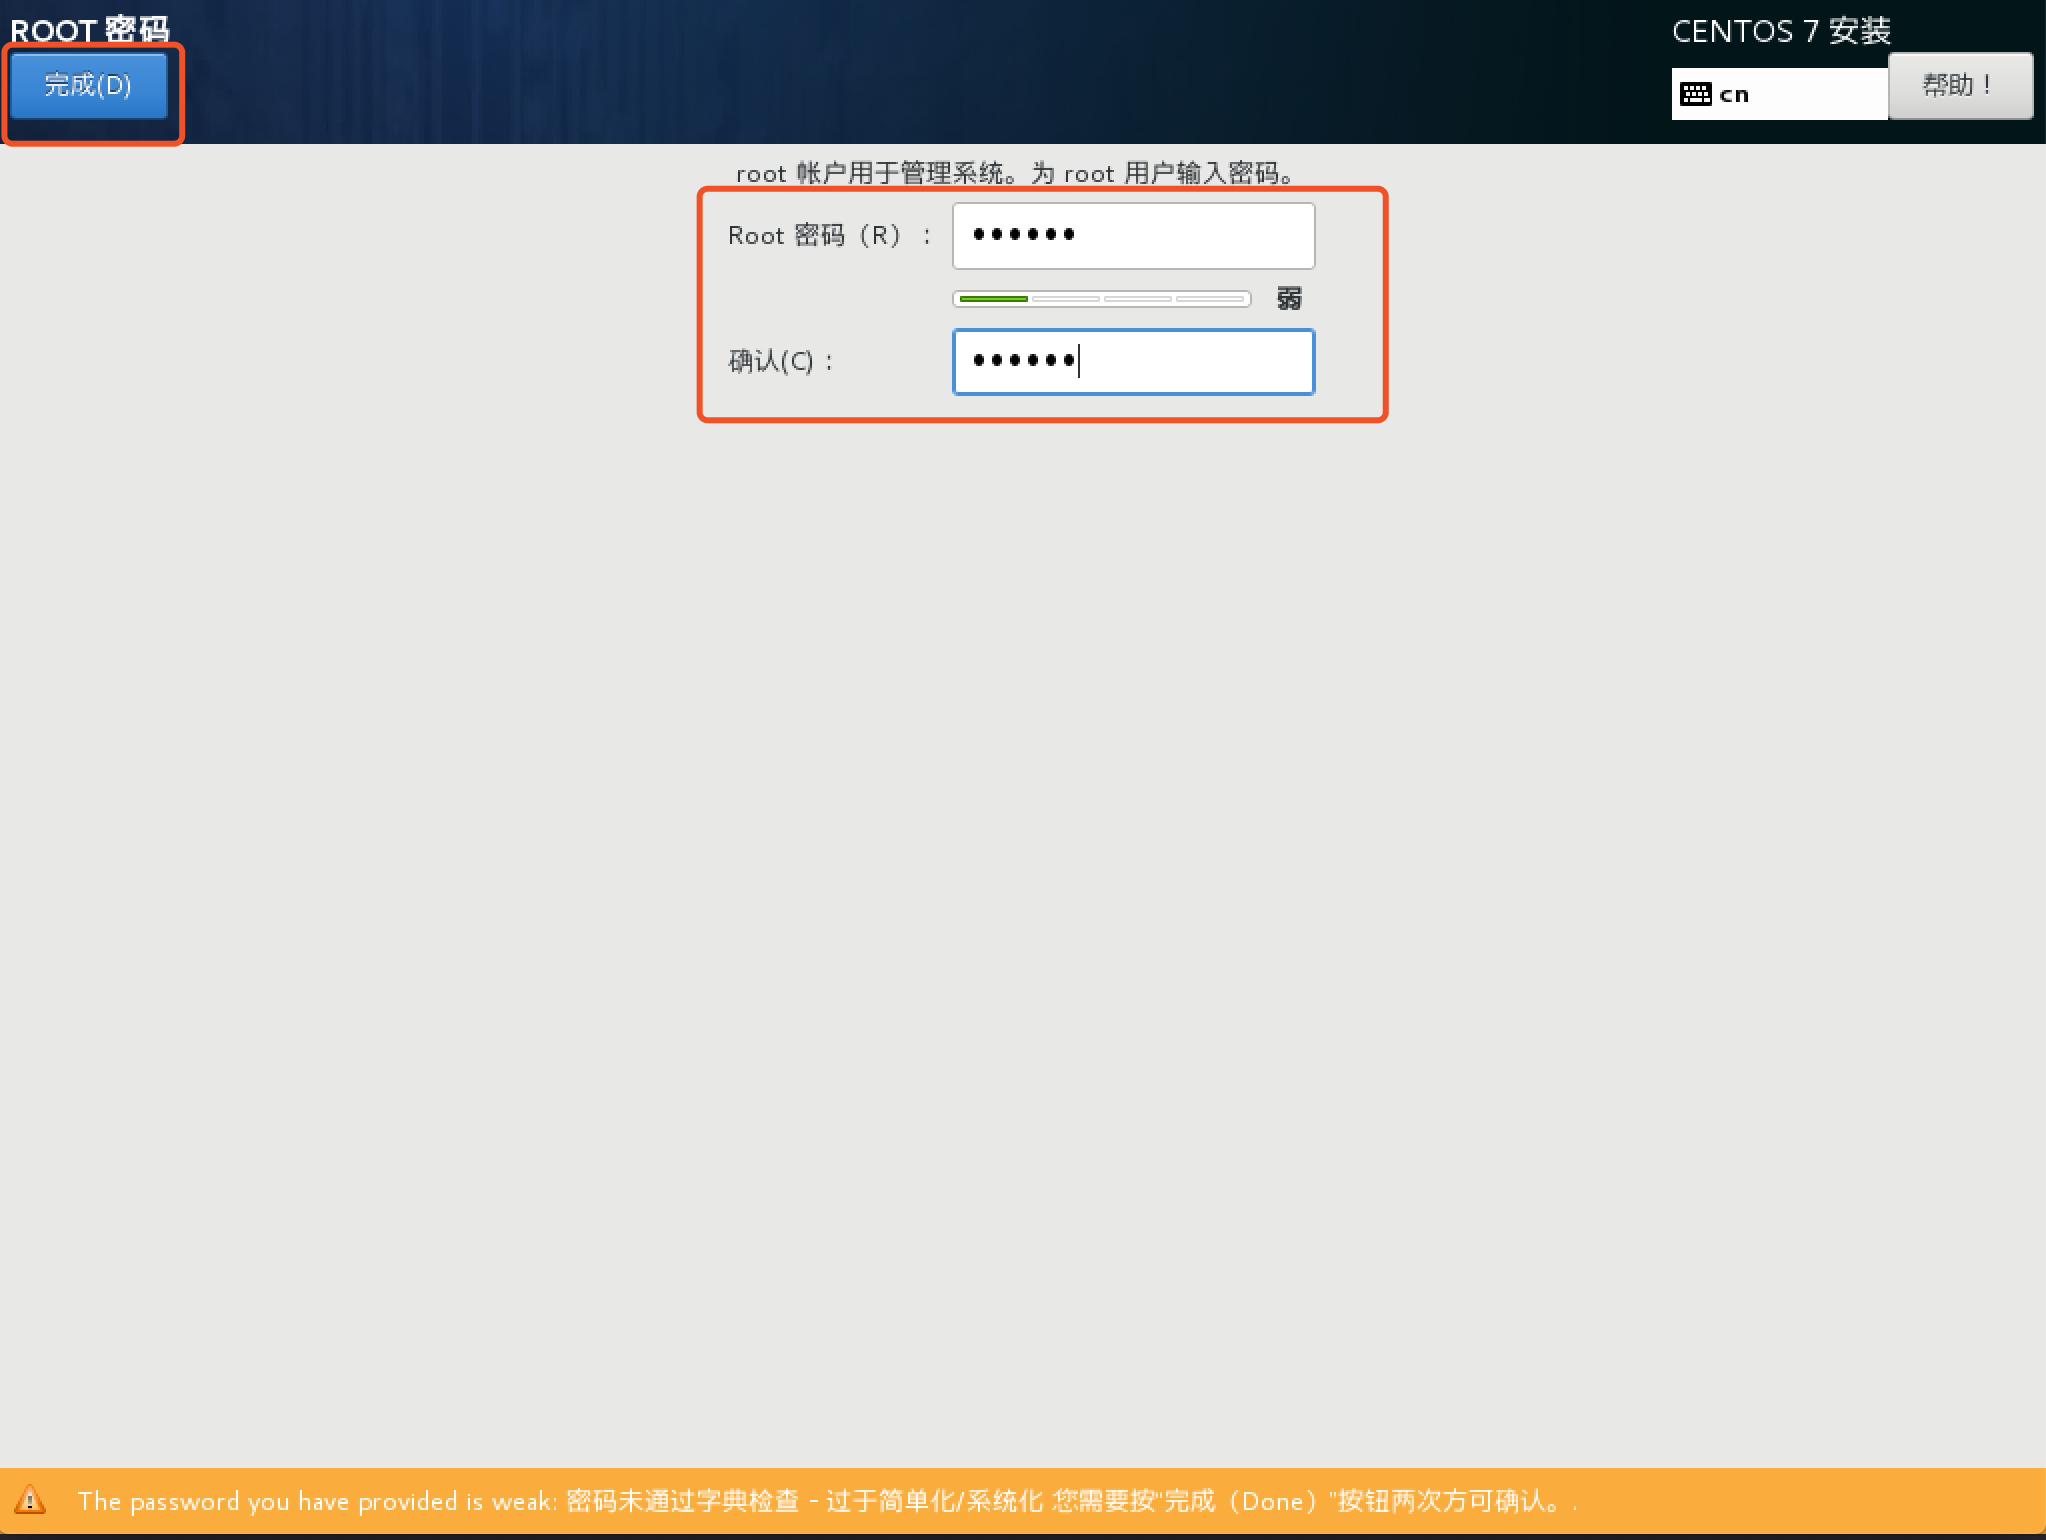 ROOT 密码
CENTOS 7 安装
完成(D)
cn
帮助！
root 帐户用于管理系统。为 root 用户输入密码。
Root 密码（R）：
••••••
弱
确认(C)：
••••••
The password you have provided is weak: 密码未通过字典检查 - 过于简单化/系统化 您需要按"完成（Done）"按钮两次方可确认。.